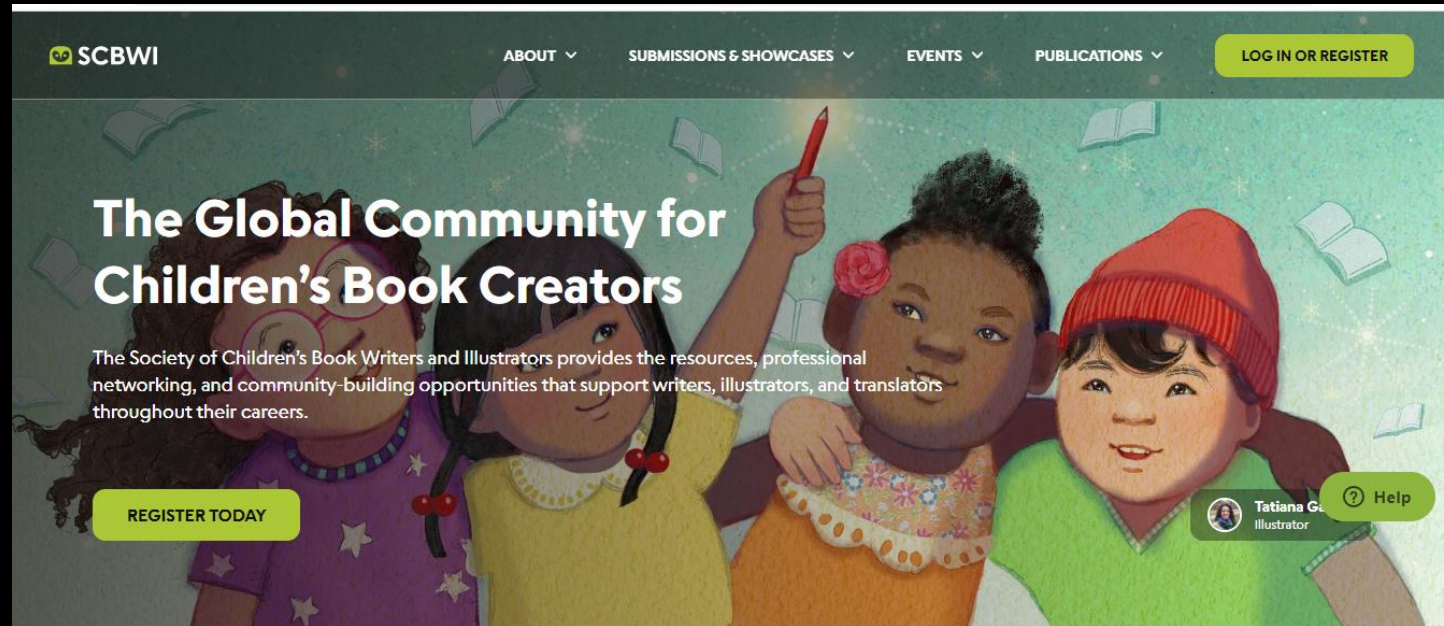 SCBWI
ABOUT
SUBMISSIONS & SHOWCASES
EVENTS
PUBLICATIONS
LOG IN OR REGISTER
The Global Community for
Children's Book Creators
The Society of Children's Book Writers and Illustrators provides the resources, professional
networking, and community-building opportunities that support writers, illustrators, and translators
throughout their careers.
REGISTER TODAY
Tatiana
Illustrator
? Help